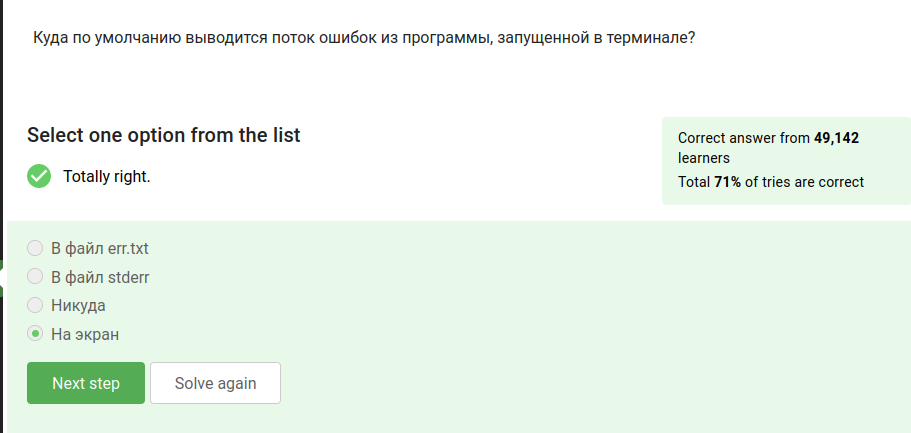 Куда по умолчанию выводится поток ошибок из программы, запущенной в терминале?
Select one option from the list
Totally right.
Correct answer from 49,142
learners
Total 71% of tries are correct
В файл err.txt
В файл stderr
Никуда
На экран
Next step
Solve again